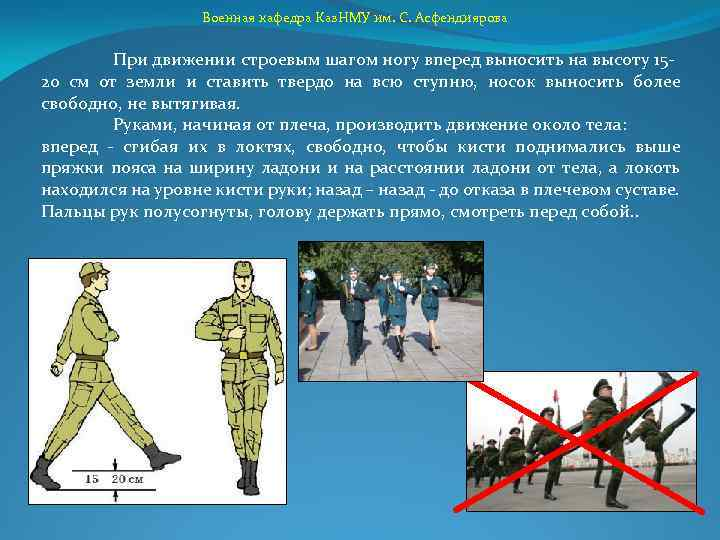 Военная кафедра КазНМУ им. С. Асфендиярова
При движении строевым шагом ногу вперед выносить на высоту 15-
20 см от земли и ставить твердо на всю ступню, носок выносить более
свободно, не вытягивая.
Руками, начиная от плеча, производить движение около тела:
вперед - сгибая их в локтях, свободно, чтобы кисти поднимались выше
пряжки пояса на ширину ладони и на расстоянии ладони от тела, а локоть
находился на уровне кисти руки; назад – назад - до отказа в плечевом суставе.
Пальцы рук полусогнуты, голову держать прямо, смотреть перед собой..
15 20 см